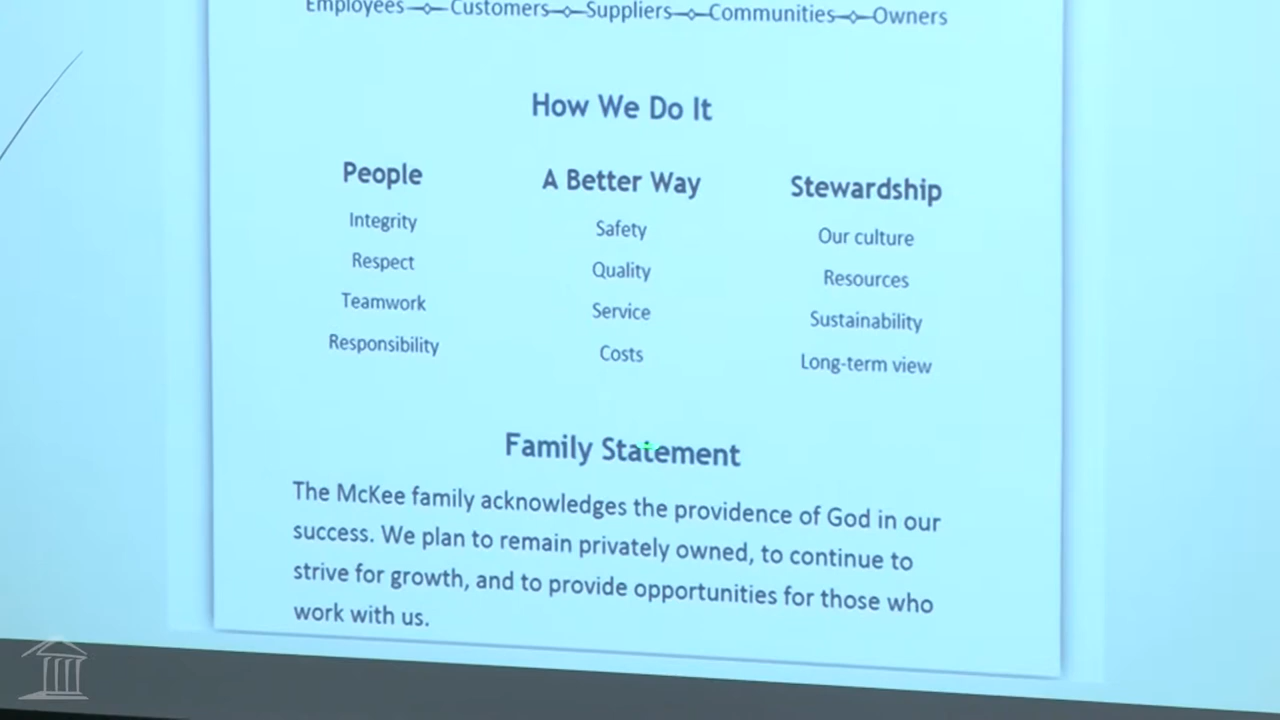 Employees Customers Suppliers Communities Owners
How We Do It
People A Better Way Stewardship
Integrity Safety Our culture
Respect Quality Resources
Teamwork Service Sustainability
Responsibility Costs Long-term view
Family Statement
The McKee family acknowledges the providence of God in our
success. We plan to remain privately owned, to continue to
strive for growth, and to provide opportunities for those who
work with us.